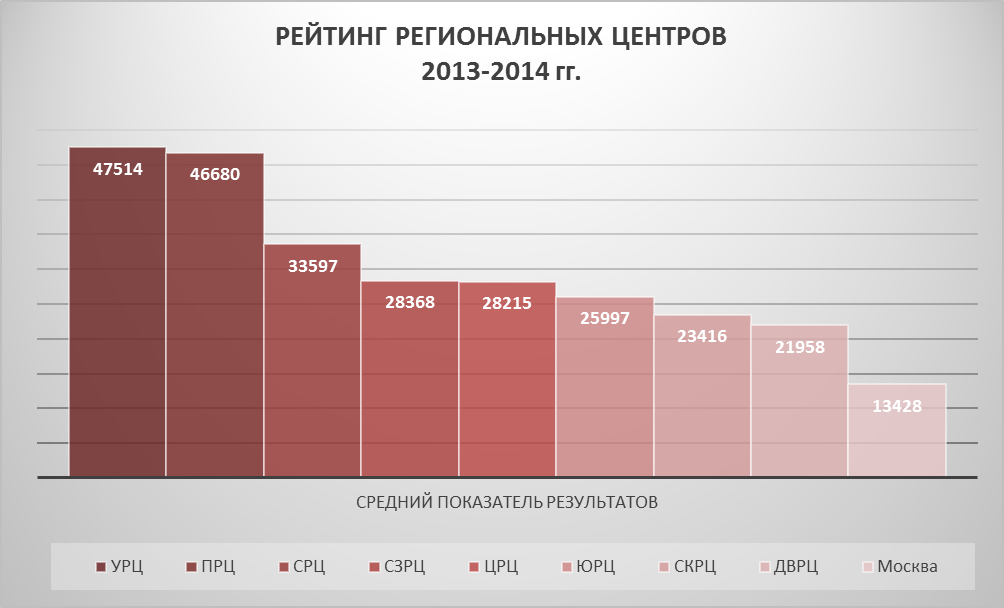 РЕЙТИНГ РЕГИОНАЛЬНЫХ ЦЕНТРОВ
2013-2014 гг.
47514
46680
33597
28368
28215
25997
23416
21958
13428
СРЕДНИЙ ПОКАЗАТЕЛЬ РЕЗУЛЬТАТОВ
УРЦ ПРЦ СРЦ СЗРЦ ЦРЦ ЮРЦ СКРЦ ДВРЦ Москва